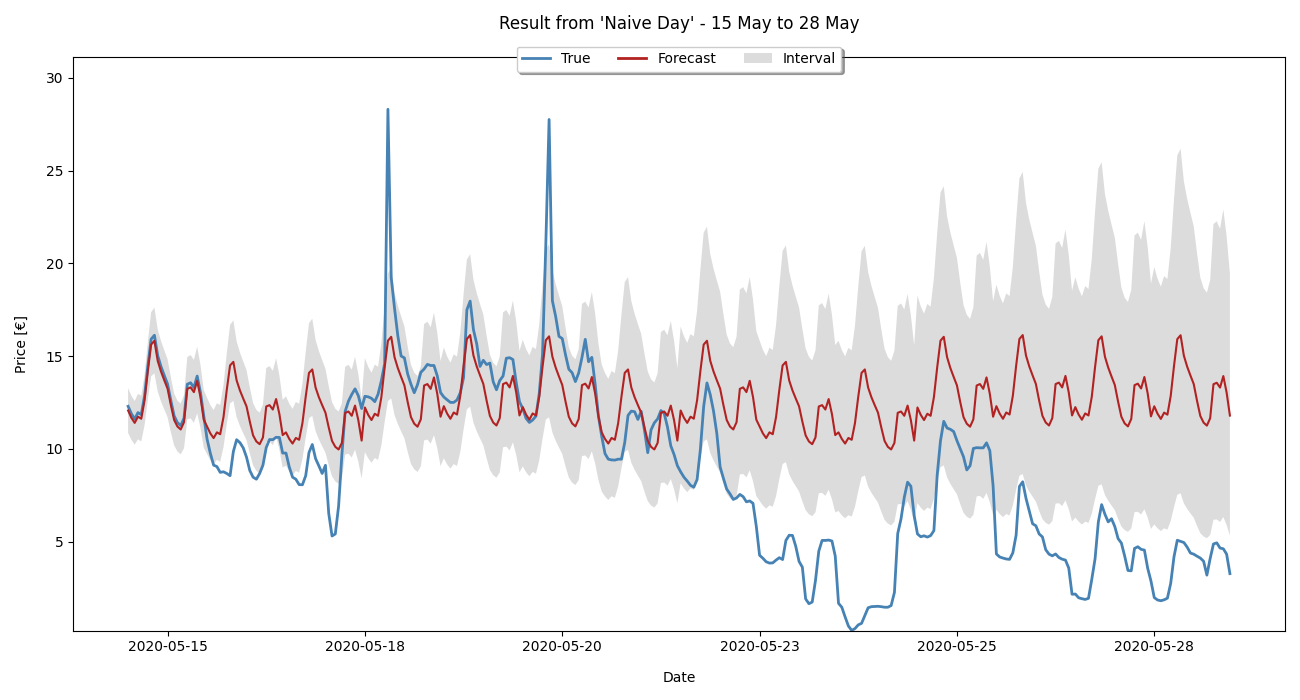 Result from 'Naive Day' - 15 May to 28 May
True Forecast Interval
30
25
20
15
10
5
Price [€]
2020-05-15 2020-05-18 2020-05-20 2020-05-23 2020-05-25 2020-05-28
Date